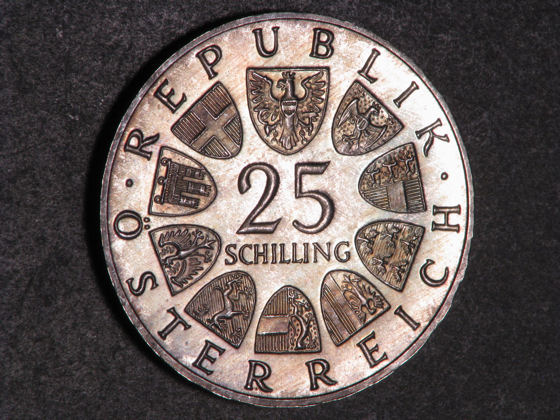 REPUBLIK · ÖSTERREICH ·
25
SCHILLING